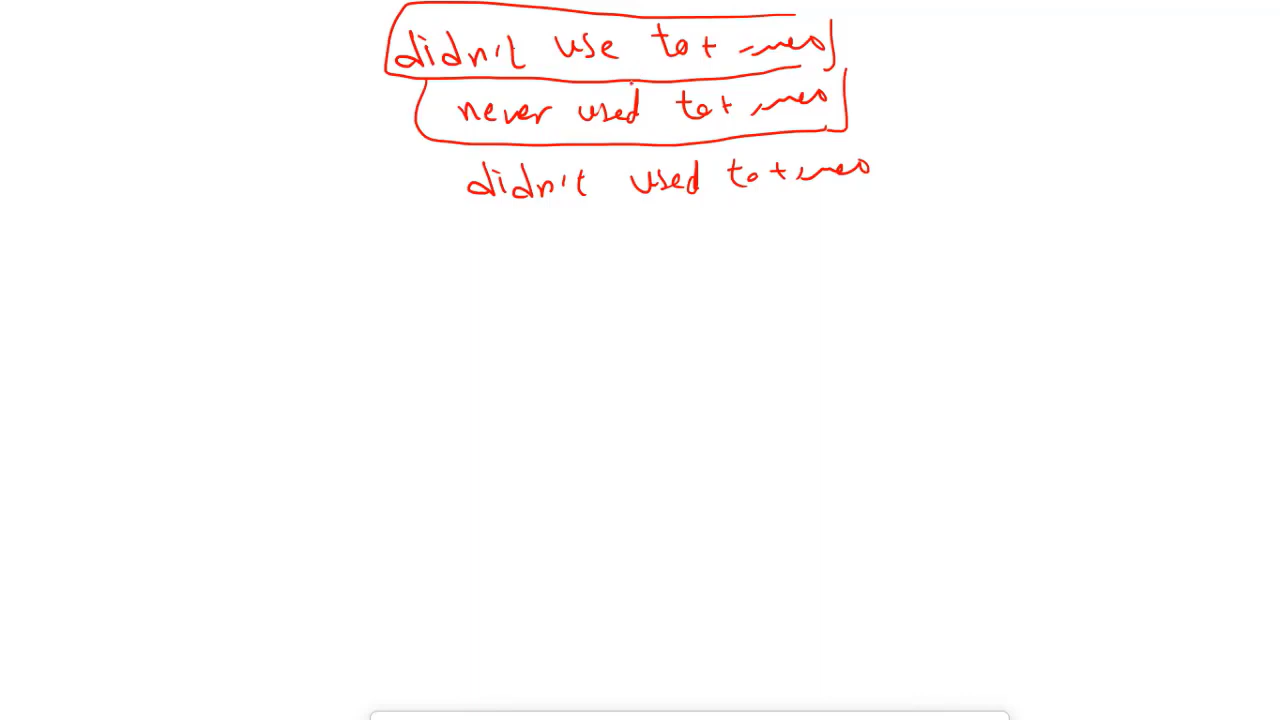 didn't use to +
never used to +
didn't used to +